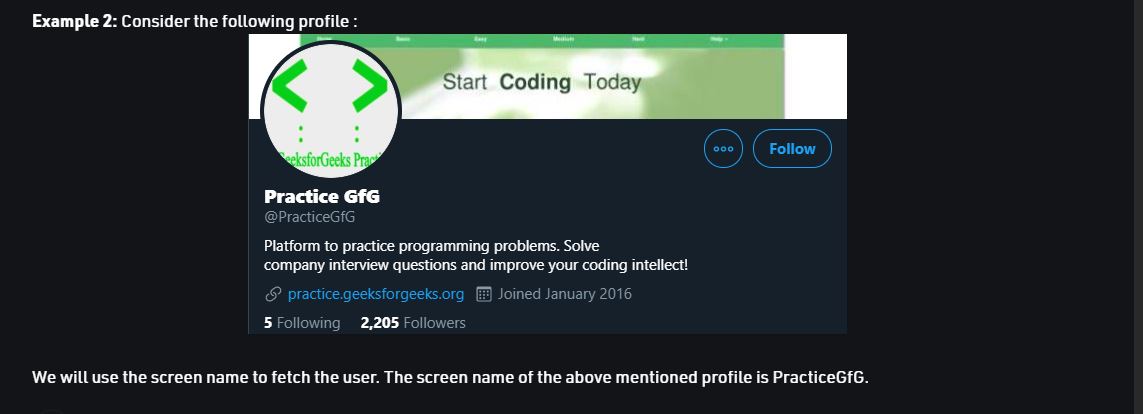 Example 2: Consider the following profile :
Home Basic Easy Medium Hard Help
Start Coding Today
GeeksforGeeks Pract
Follow
Practice GfG
@PracticeGfG
Platform to practice programming problems. Solve
company interview questions and improve your coding intellect!
practice.geeksforgeeks.org Joined January 2016
5 Following 2,205 Followers
We will use the screen name to fetch the user. The screen name of the above mentioned profile is PracticeGfG.